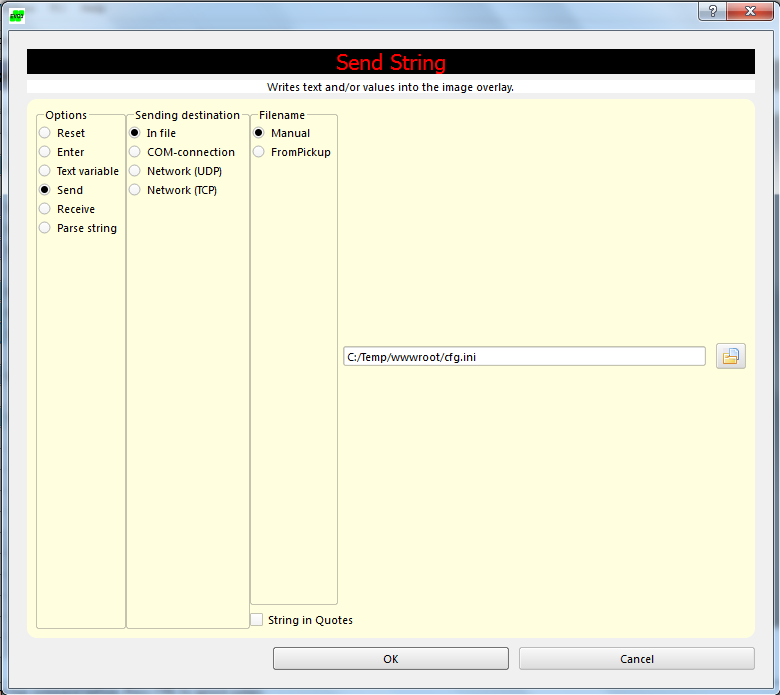 Send String
Writes text and/or values into the image overlay.
Options
Reset
Enter
Text variable
Send
Receive
Parse string
Sending destination
In file
COM-connection
Network (UDP)
Network (TCP)
Filename
Manual
FromPickup
C:/Temp/wwwroot/cfg.ini
String in Quotes
OK
Cancel